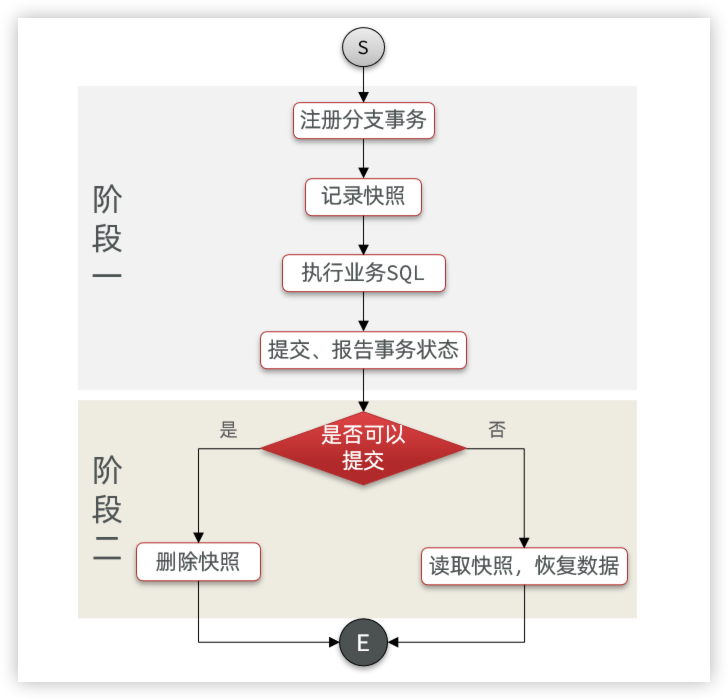 S
阶
段
一
注册分支事务
记录快照
执行业务SQL
提交、报告事务状态
阶
段
二
是否可以
提交
是
否
删除快照
读取快照，恢复数据
E